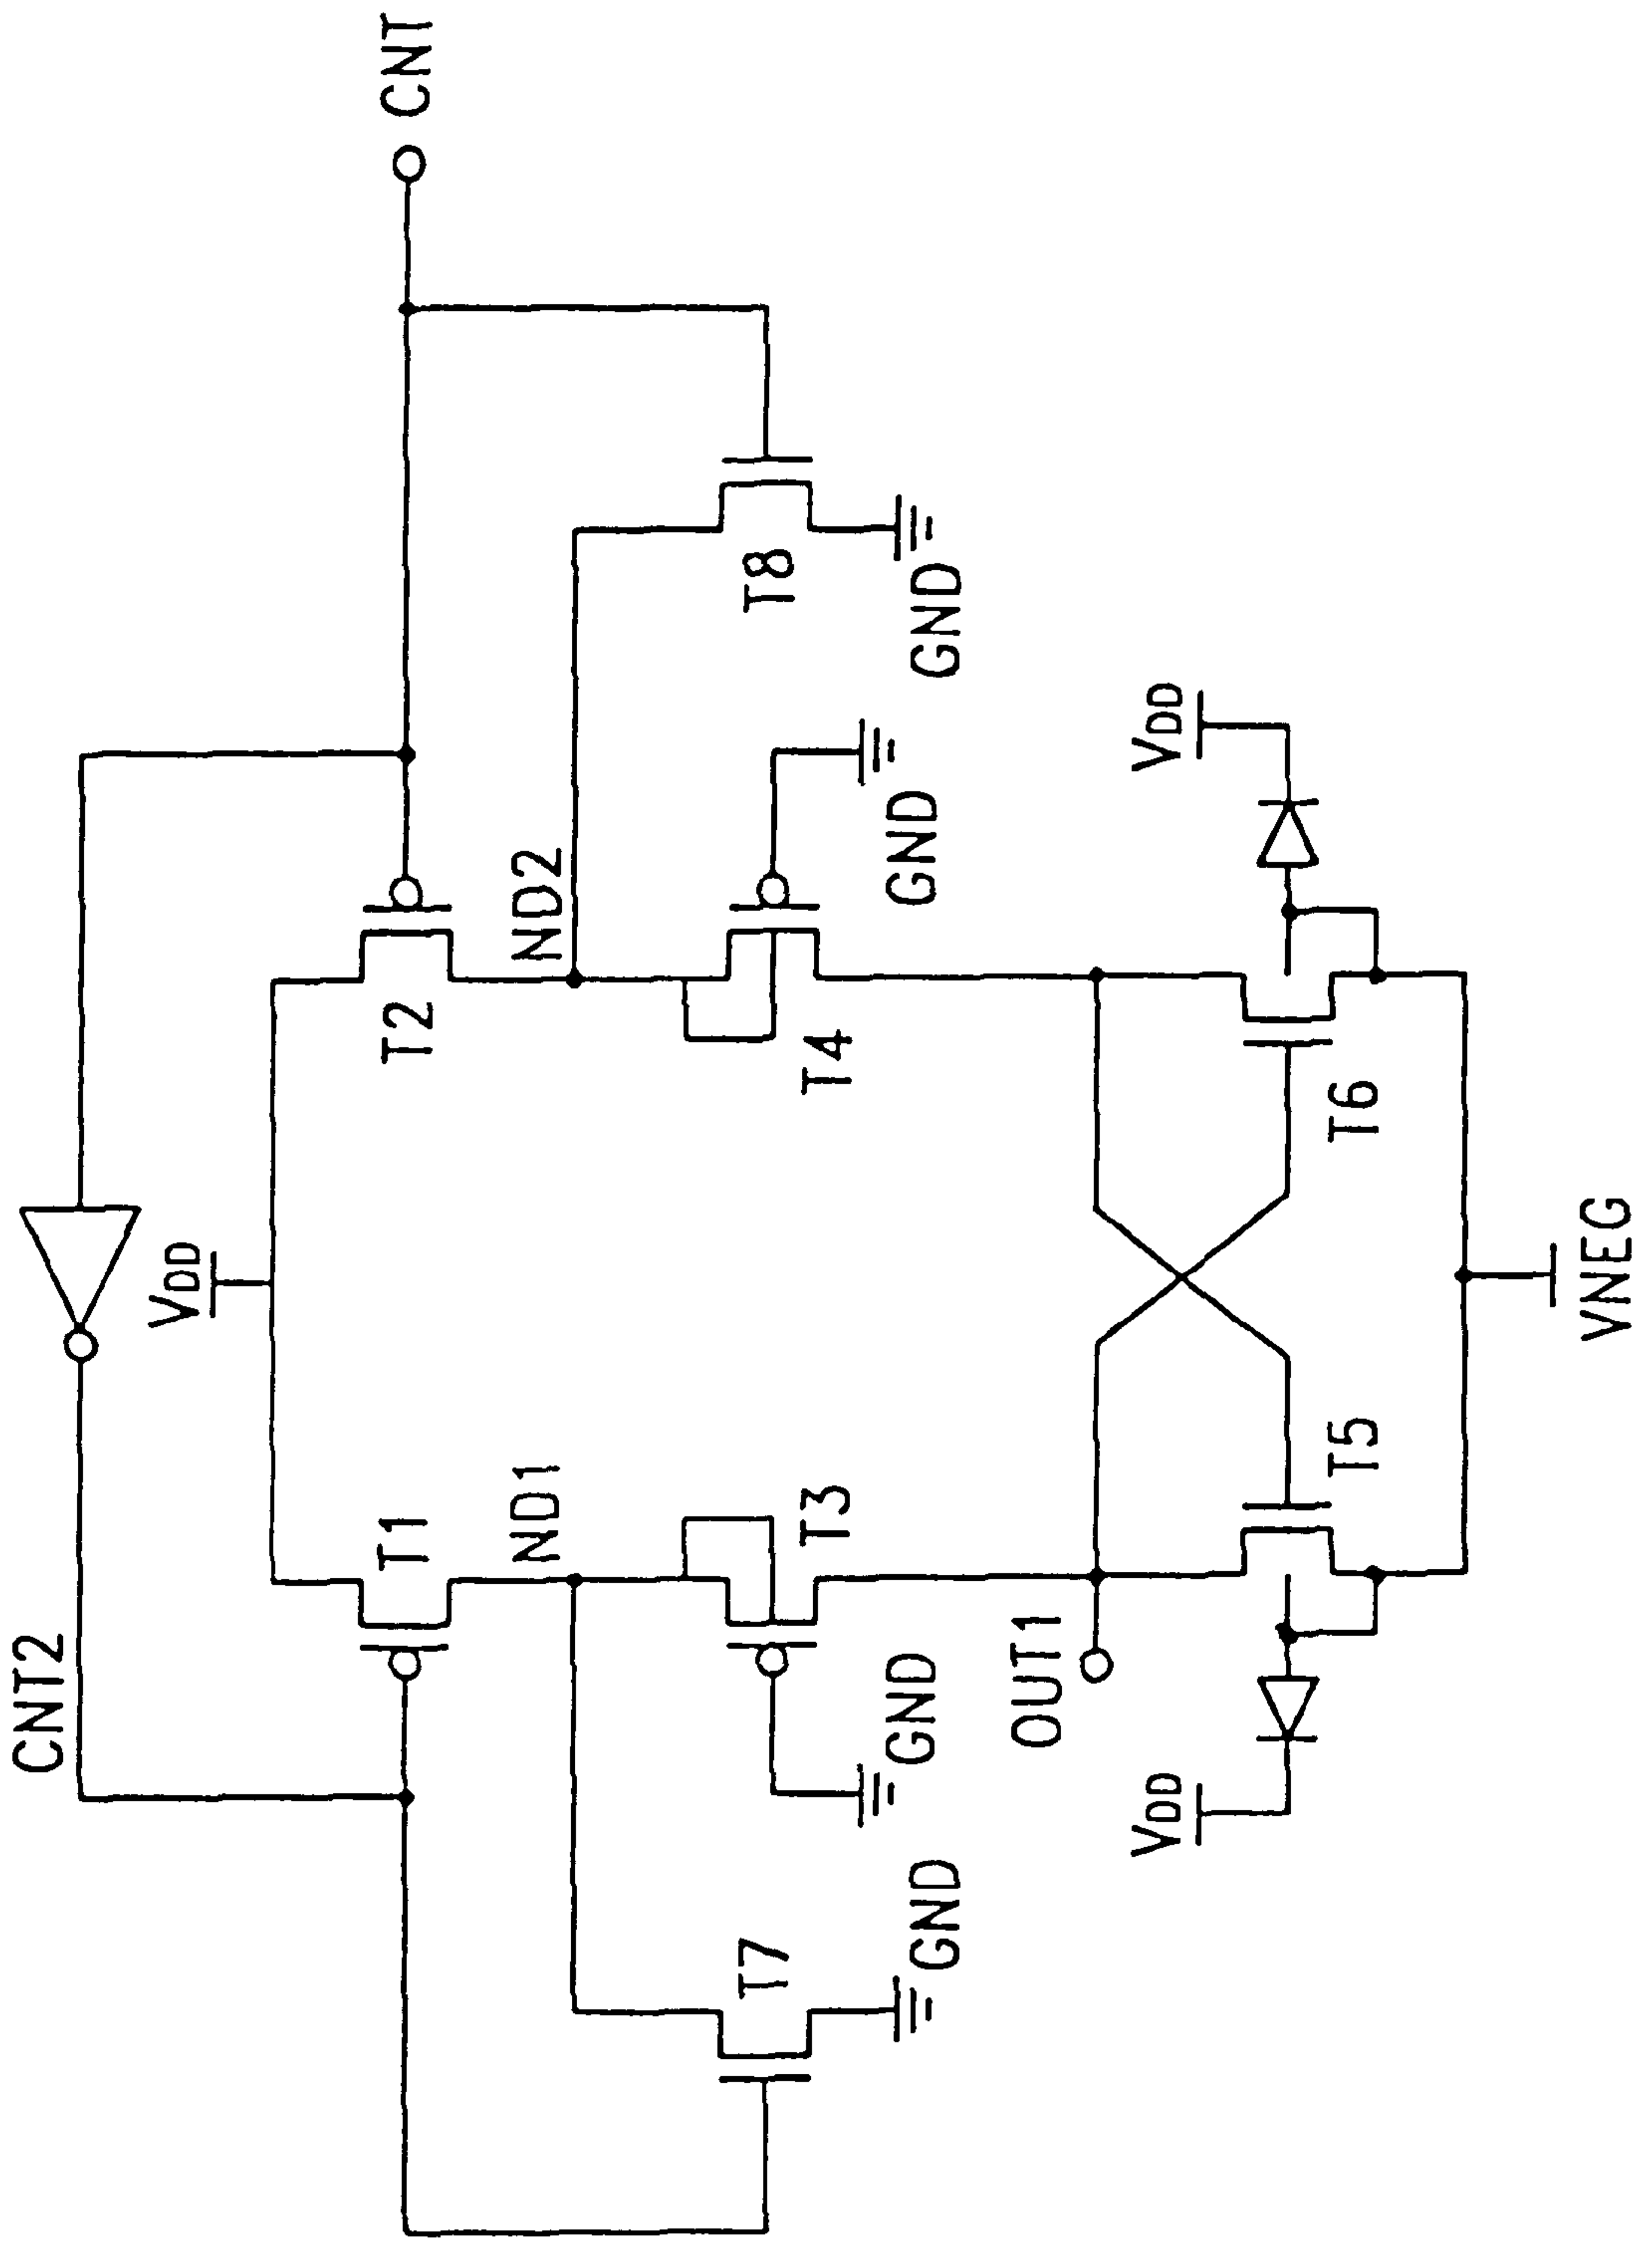 CNT2
CNT
VDD
T1
T2
ND1
ND2
T7
T3
T4
T8
GND
GND
GND
GND
OUT1
VDD
VDD
T5
T6
VNEG